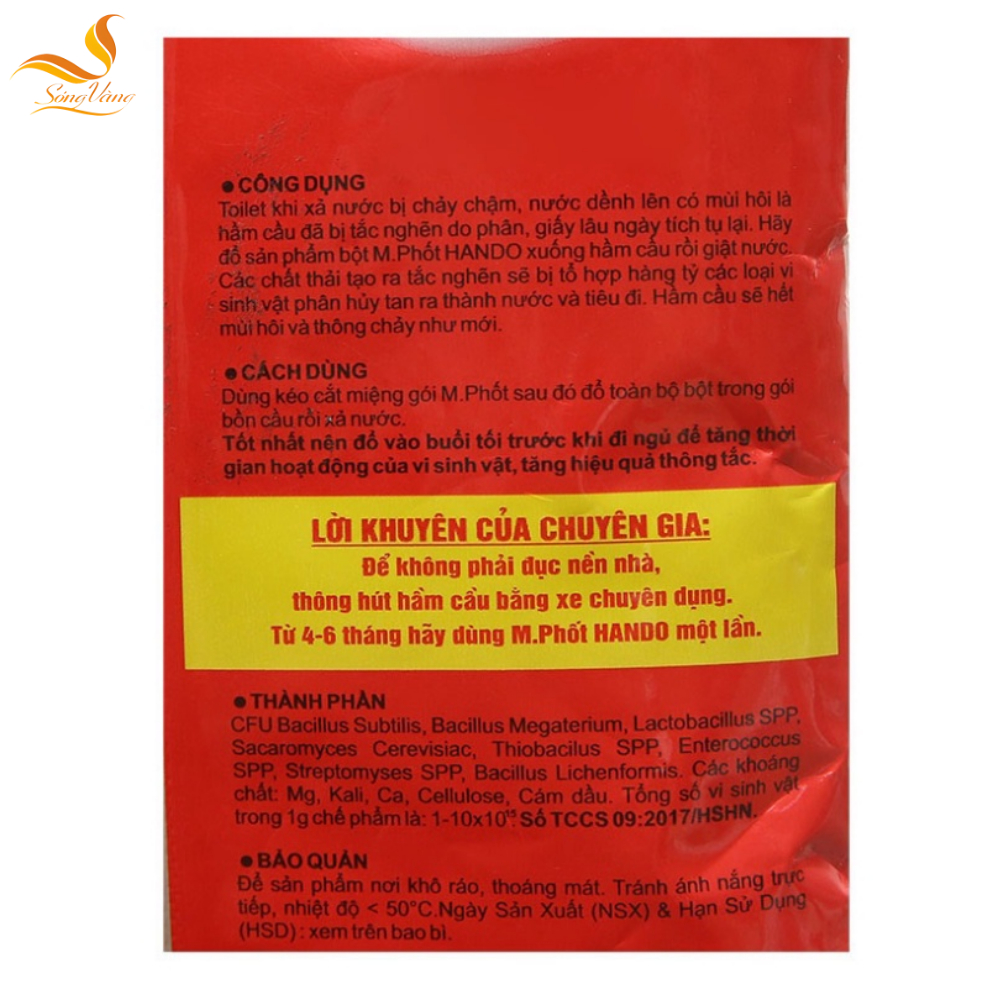 Sóng Vàng
● CÔNG DỤNG
Toilet khi xả nước bị chảy chậm, nước dềnh lên có mùi hôi là
hầm cầu đã bị tắc nghẽn do phân, giấy lâu ngày tích tụ lại. Hãy
đổ sản phẩm bột M.Phốt HANDO xuống hầm cầu rồi giật nước.
Các chất thải tạo ra tắc nghẽn sẽ bị tổ hợp hàng tỷ các loại vi
sinh vật phân hủy tan ra thành nước và tiêu đi. Hầm cầu sẽ hết
mùi hôi và thông chảy như mới.
● CÁCH DÙNG
Dùng kéo cắt miệng gói M.Phốt sau đó đổ toàn bộ bột trong gói
bồn cầu rồi xả nước.
Tốt nhất nên đổ vào buổi tối trước khi đi ngủ để tăng thời
gian hoạt động của vi sinh vật, tăng hiệu quả thông tắc.
LỜI KHUYÊN CỦA CHUYÊN GIA:
Để không phải đục nền nhà,
thông hút hầm cầu bằng xe chuyên dụng.
Từ 4-6 tháng hãy dùng M.Phốt HANDO một lần.
● THÀNH PHẦN
CFU Bacillus Subtilis, Bacillus Megaterium, Lactobacillus SPP,
Sacaromyces Cerevisiac, Thiobacilus SPP, Enterococcus
SPP, Streptomyses SPP, Bacillus Lichenformis. Các khoáng
chất: Mg, Kali, Ca, Cellulose, Cám dầu. Tổng số vi sinh vật
trong 1g chế phẩm là: 1-10x10¹⁵. Số TCCS 09:2017/HSHN.
● BẢO QUẢN
Để sản phẩm nơi khô ráo, thoáng mát. Tránh ánh nắng trực
tiếp, nhiệt độ < 50°C.Ngày Sản Xuất (NSX) & Hạn Sử Dụng
(HSD) : xem trên bao bì.